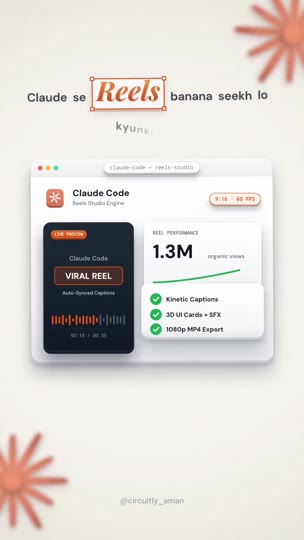 Claude se Reels banana seekh lo
kyunki
claude-code — reels-studio
Claude Code
Reels Studio Engine
9:16 · 60 FPS
LIVE PREVIEW
Claude Code
VIRAL REEL
Auto-Synced Captions
00:18 / 00:35
REEL PERFORMANCE
1.3M
organic views
Kinetic Captions
3D UI Cards + SFX
1080p MP4 Export
@circuitly_aman